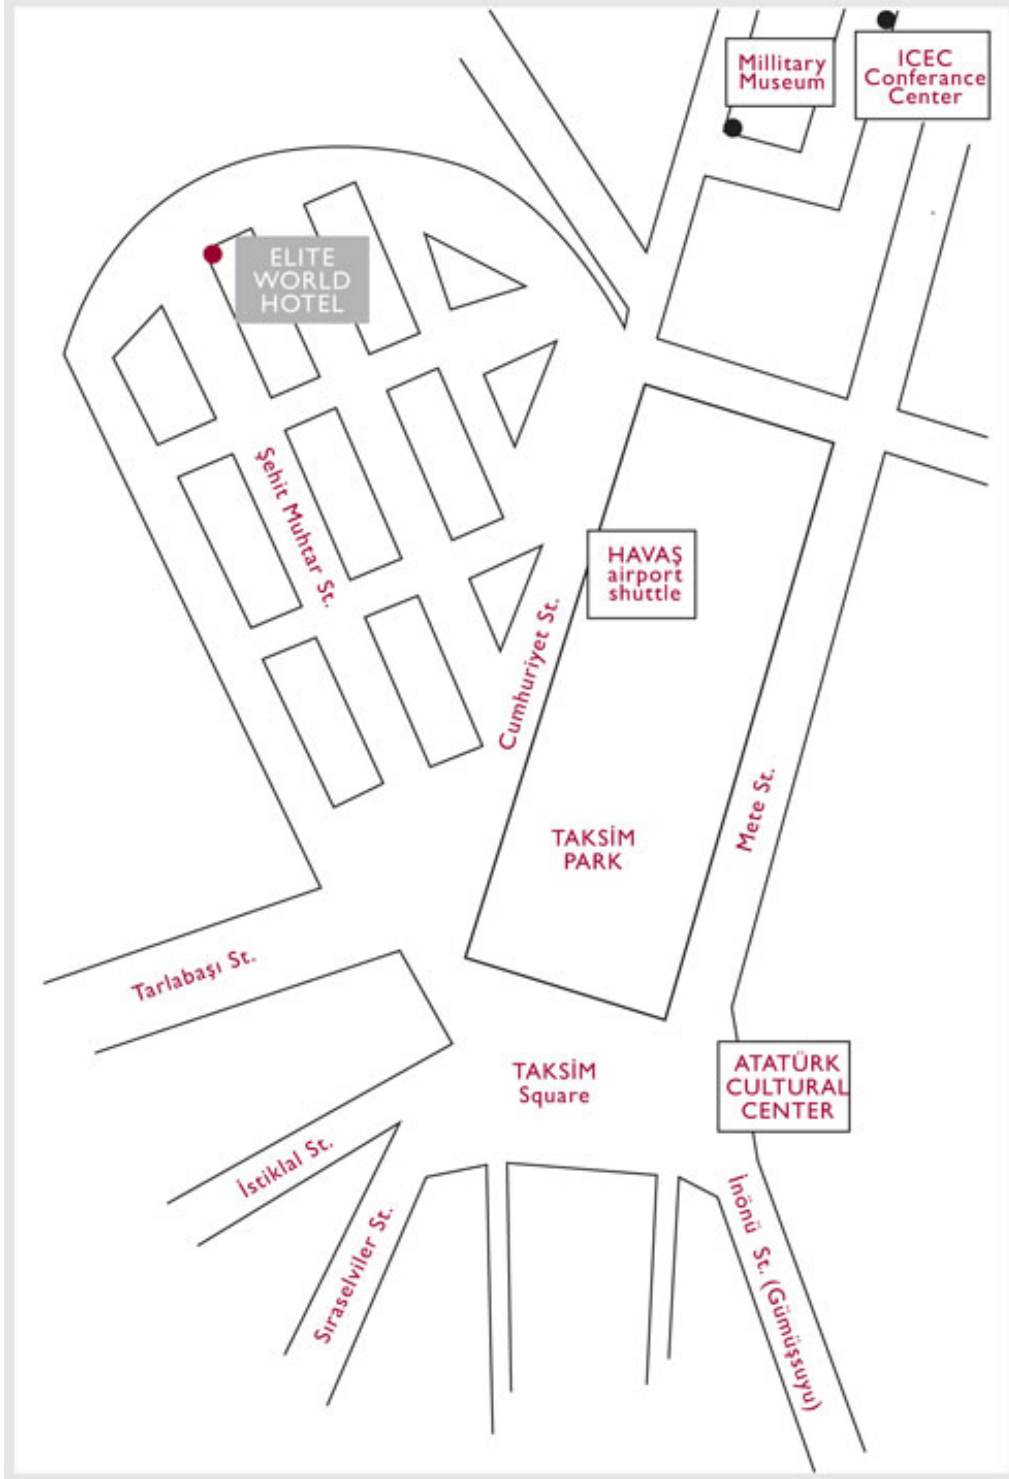 Millitary
Museum
ICEC
Conferance
Center
ELITE
WORLD
HOTEL
Şehit Muhtar St.
HAVAŞ
airport
shuttle
Cumhuriyet St.
Mete St.
TAKSİM
PARK
Tarlabaşı St.
TAKSİM
Square
ATATÜRK
CULTURAL
CENTER
İstiklal St.
Sıraselviler St.
İnönü St. (Gümüşsuyu)